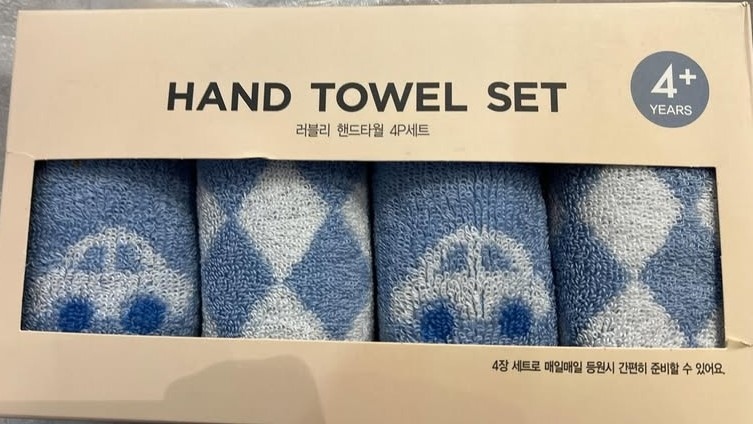 HAND TOWEL SET
러블리 핸드타월 4P세트
4+
YEARS
4장 세트로 매일매일 등원시 간편히 준비할 수 있어요.